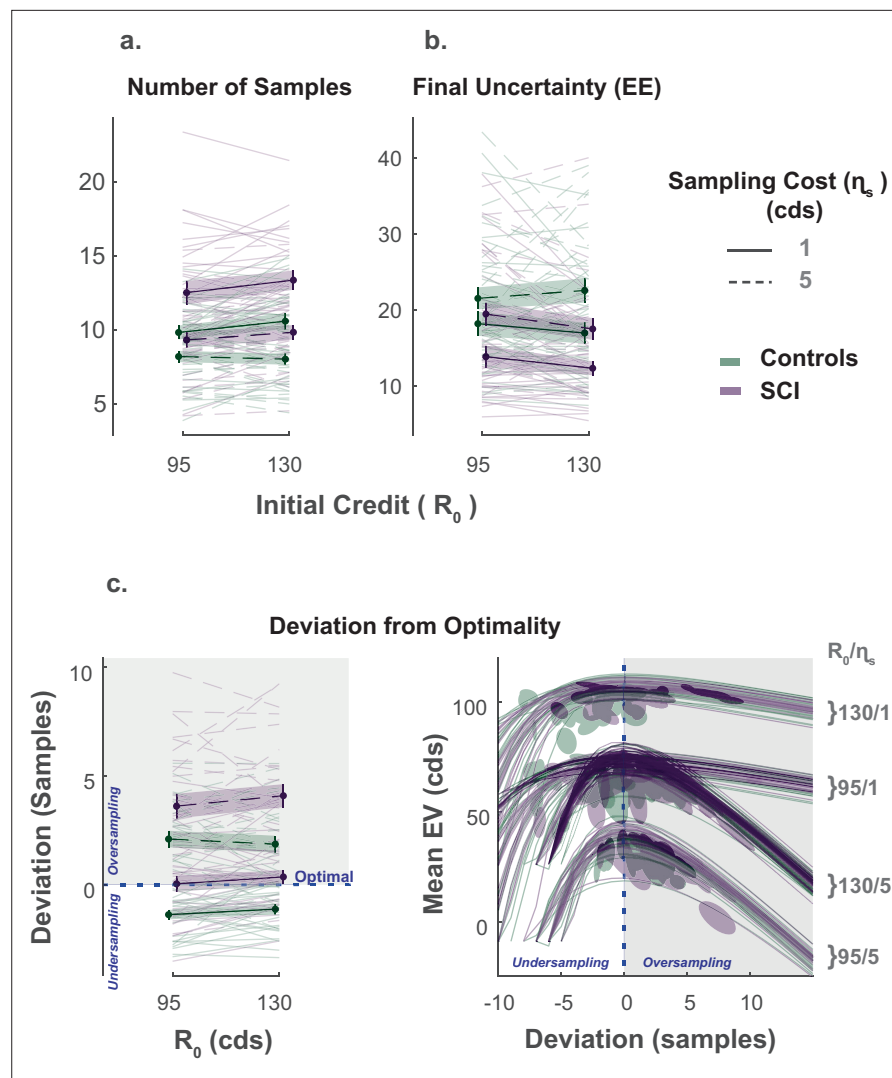 a.
b.
Number of Samples
Final Uncertainty (EE)
20
15
10
5
95
130
40
30
20
10
95
130
Initial Credit ( R₀ )
Sampling Cost (ηₛ )
(cds)
1
5
Controls
SCI
c.
Deviation from Optimality
Deviation (Samples)
10
5
0
Oversampling
Undersampling
Optimal
95
130
R₀ (cds)
Mean EV (cds)
100
50
0
Undersampling
Oversampling
-10
-5
0
5
10
Deviation (samples)
R₀/ηₛ
}130/1
}95/1
}130/5
}95/5